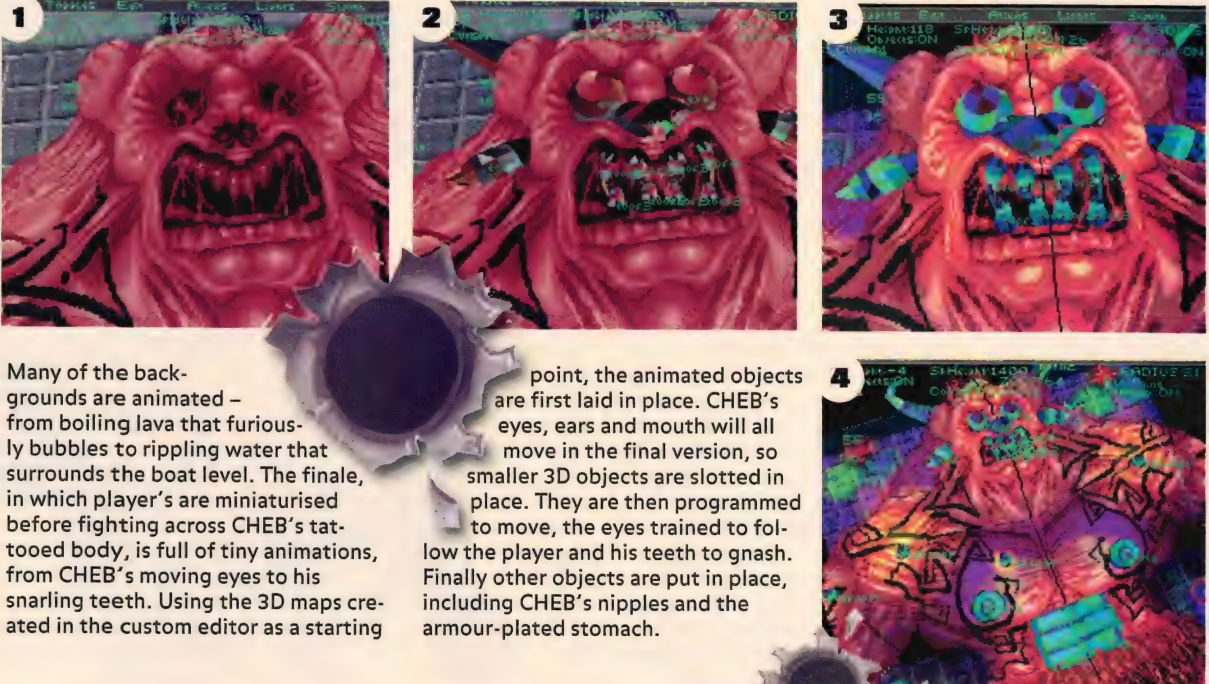 1
2
3
4
Many of the back-
grounds are animated –
from boiling lava that furious-
ly bubbles to rippling water that
surrounds the boat level. The finale,
in which player's are miniaturised
before fighting across CHEB's tat-
tooed body, is full of tiny animations,
from CHEB's moving eyes to his
snarling teeth. Using the 3D maps cre-
ated in the custom editor as a starting
point, the animated objects
are first laid in place. CHEB's
eyes, ears and mouth will all
move in the final version, so
smaller 3D objects are slotted in
place. They are then programmed
to move, the eyes trained to fol-
low the player and his teeth to gnash.
Finally other objects are put in place,
including CHEB's nipples and the
armour-plated stomach.